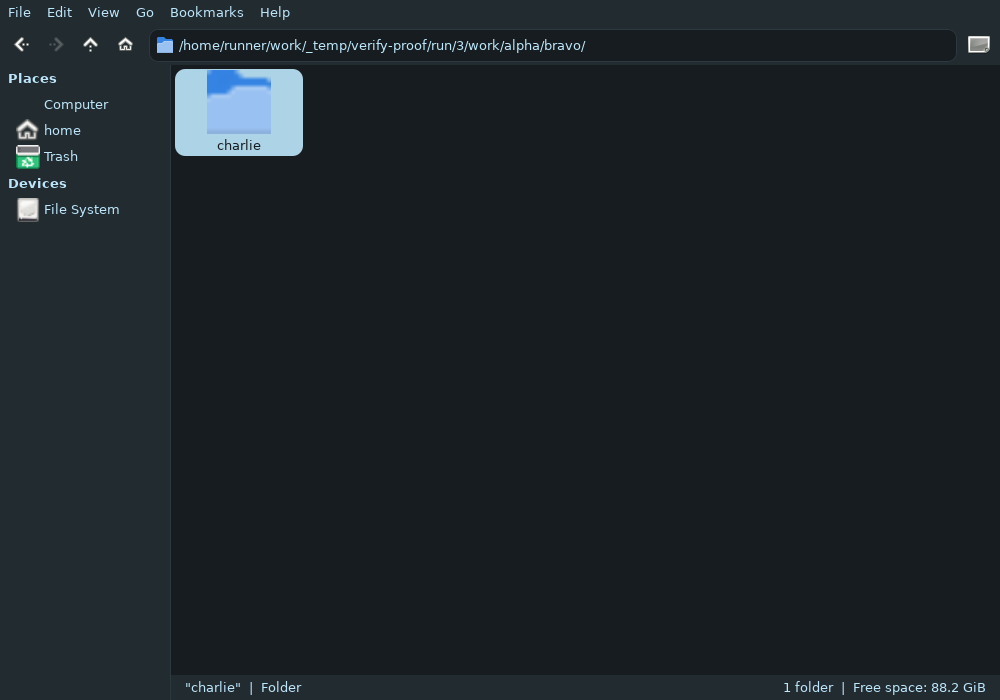 File Edit View Go Bookmarks Help
/home/runner/work/_temp/verify-proof/run/3/work/alpha/bravo/
Places
Computer
home
Trash
Devices
File System
charlie
"charlie" | Folder
1 folder | Free space: 88.2 GiB